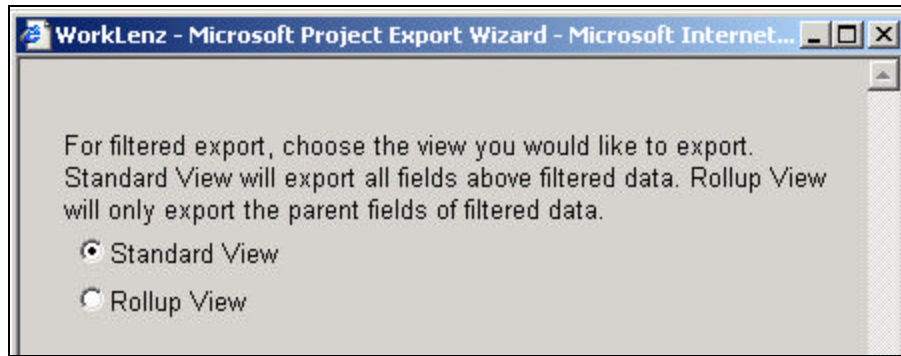 WorkLenz - Microsoft Project Export Wizard - Microsoft Internet...
For filtered export, choose the view you would like to export.
Standard View will export all fields above filtered data. Rollup View
will only export the parent fields of filtered data.
Standard View
Rollup View